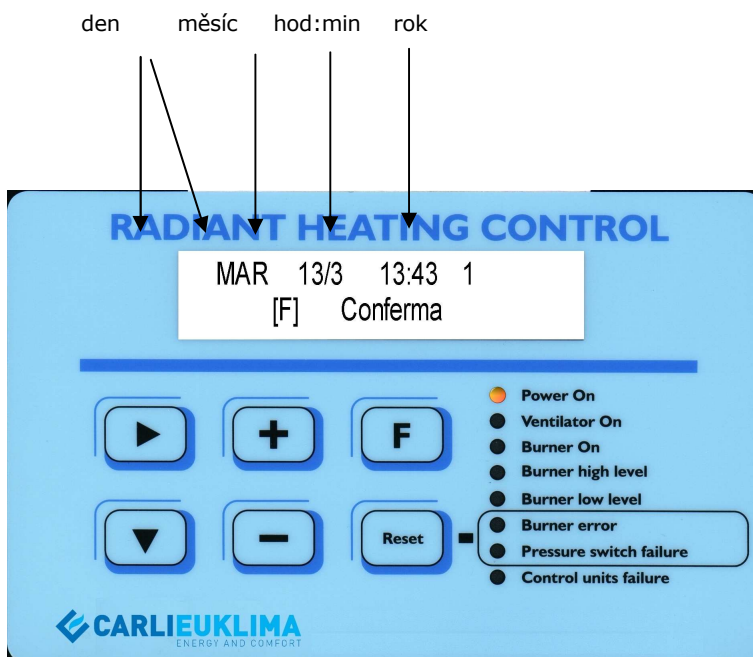 den měsíc hod:min rok
RADIANT HEATING CONTROL
MAR 13/3 13:43 1
[F] Conferma
F
Reset
Power On
Ventilator On
Burner On
Burner high level
Burner low level
Burner error
Pressure switch failure
Control units failure
CARLIEUKLIMA
ENERGY AND COMFORT